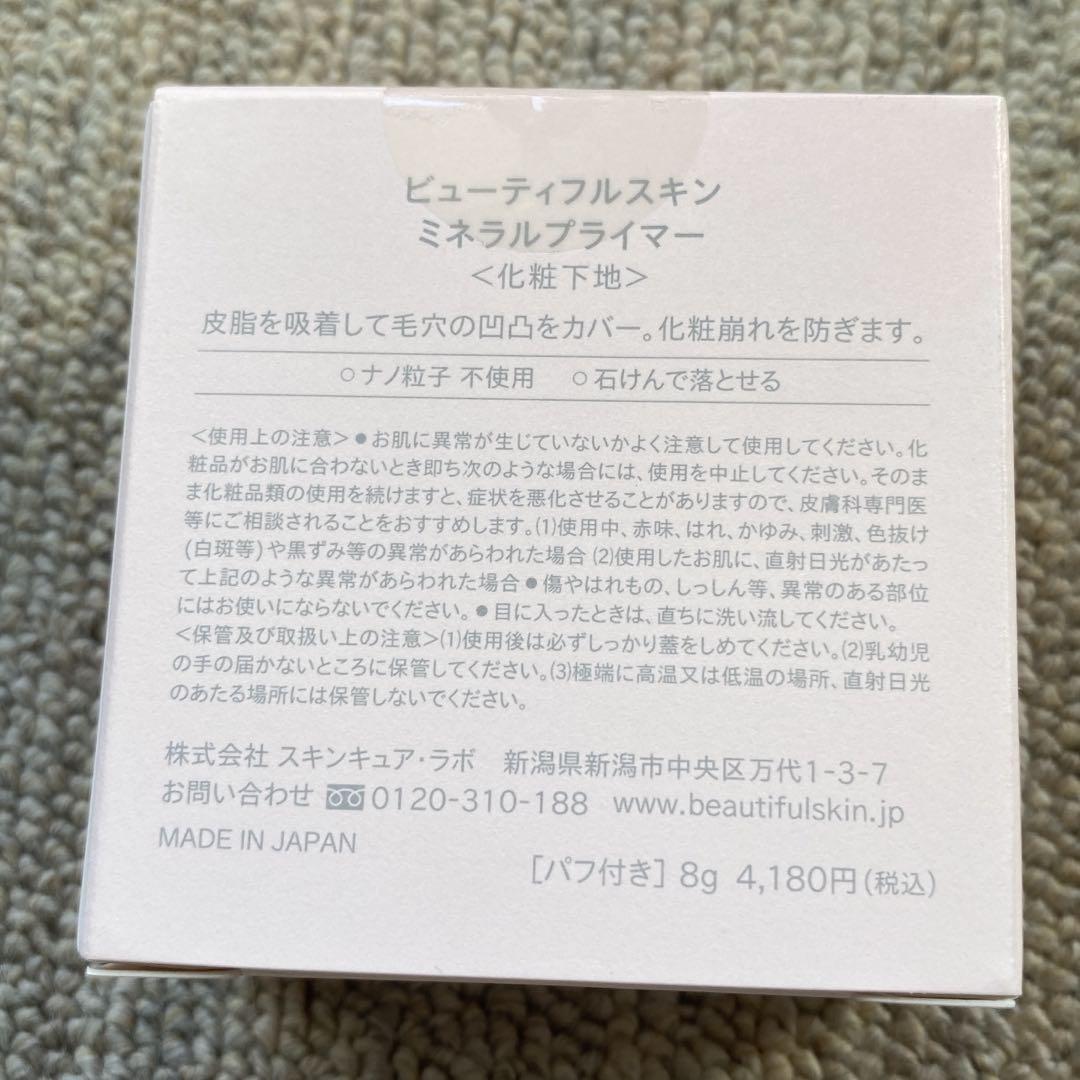 ビューティフルスキン
ミネラルプライマー
<化粧下地>
皮脂を吸着して毛穴の凹凸をカバー。化粧崩れを防ぎます。
○ナノ粒子 不使用 ○石けんで落とせる
<使用上の注意>●お肌に異常が生じていないかよく注意して使用してください。化
粧品がお肌に合わないとき即ち次のような場合には、使用を中止してください。そのま
ま化粧品類の使用を続けますと、症状を悪化させることがありますので、皮膚科専門医
等にご相談されることをおすすめします。(1)使用中、赤味、はれ、かゆみ、刺激、色抜け
(白斑等)や黒ずみ等の異常があらわれた場合(2)使用したお肌に、直射日光があたっ
て上記のような異常があらわれた場合●傷やはれもの、しっしん等、異常のある部位
にはお使いにならないでください。●目に入ったときは、直ちに洗い流してください。
<保管及び取扱い上の注意>(1)使用後は必ずしっかり蓋をしめてください。(2)乳幼児
の手の届かないところに保管してください。(3)極端に高温又は低温の場所、直射日光
のあたる場所には保管しないでください。
株式会社 スキンキュア・ラボ 新潟県新潟市中央区万代1-3-7
お問い合わせ 0120-310-188 www.beautifulskin.jp
MADE IN JAPAN
[パフ付き] 8g 4,180円(税込)